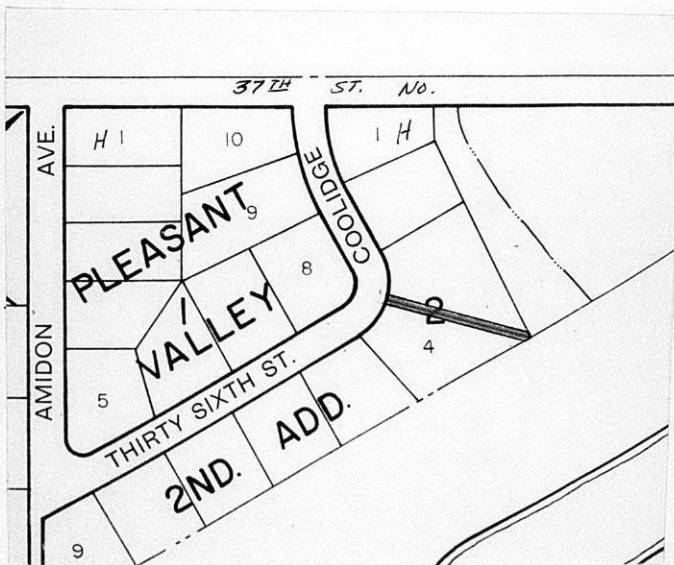 37TH ST. No.
AMIDON AVE.
H 1
10
1 H
COOLIDGE
9
PLEASANT
8
1
VALLEY
2
4
5
THIRTY SIXTH ST.
ADD.
2ND.
9